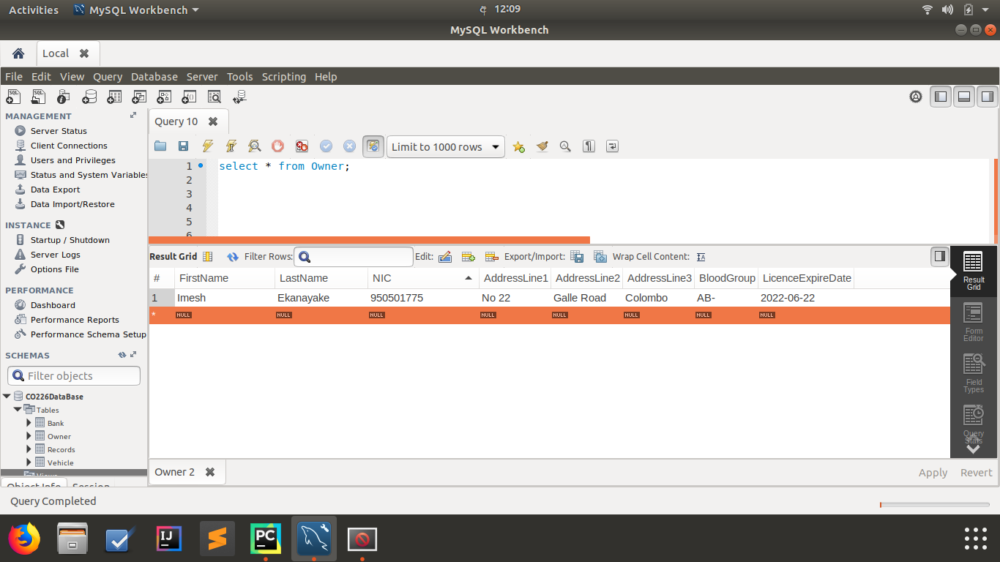 Activities MySQL Workbench 12:09
MySQL Workbench
Local
File Edit View Query Database Server Tools Scripting Help
MANAGEMENT
Server Status
Client Connections
Users and Privileges
Status and System Variables
Data Export
Data Import/Restore
INSTANCE
Startup / Shutdown
Server Logs
Options File
PERFORMANCE
Dashboard
Performance Reports
Performance Schema Setup
SCHEMAS
Filter objects
CO226DataBase
Tables
Bank
Owner
Records
Vehicle
Views
Object Info Session
Query 10
Limit to 1000 rows
1 select * from Owner;
2
3
4
5
6
Result Grid Filter Rows: Edit: Export/Import: Wrap Cell Content:
# FirstName LastName NIC AddressLine1 AddressLine2 AddressLine3 BloodGroup LicenceExpireDate
1 Imesh Ekanayake 950501775 No 22 Galle Road Colombo AB- 2022-06-22
* NULL NULL NULL NULL NULL NULL NULL NULL
Result
Grid
Form
Editor
Field
Types
Query
Stats
Owner 2 Apply Revert
Query Completed
IJ
PC